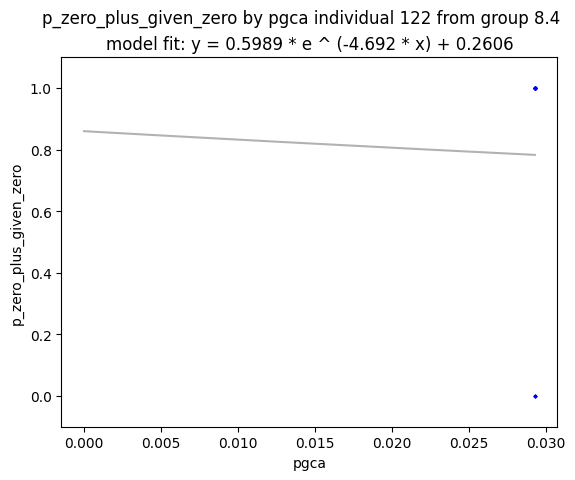 p_zero_plus_given_zero by pgca individual 122 from group 8.4
model fit: y = 0.5989 * e ^ (-4.692 * x) + 0.2606
1.0
0.8
0.6
0.4
0.2
0.0
p_zero_plus_given_zero
0.000 0.005 0.010 0.015 0.020 0.025 0.030
pgca